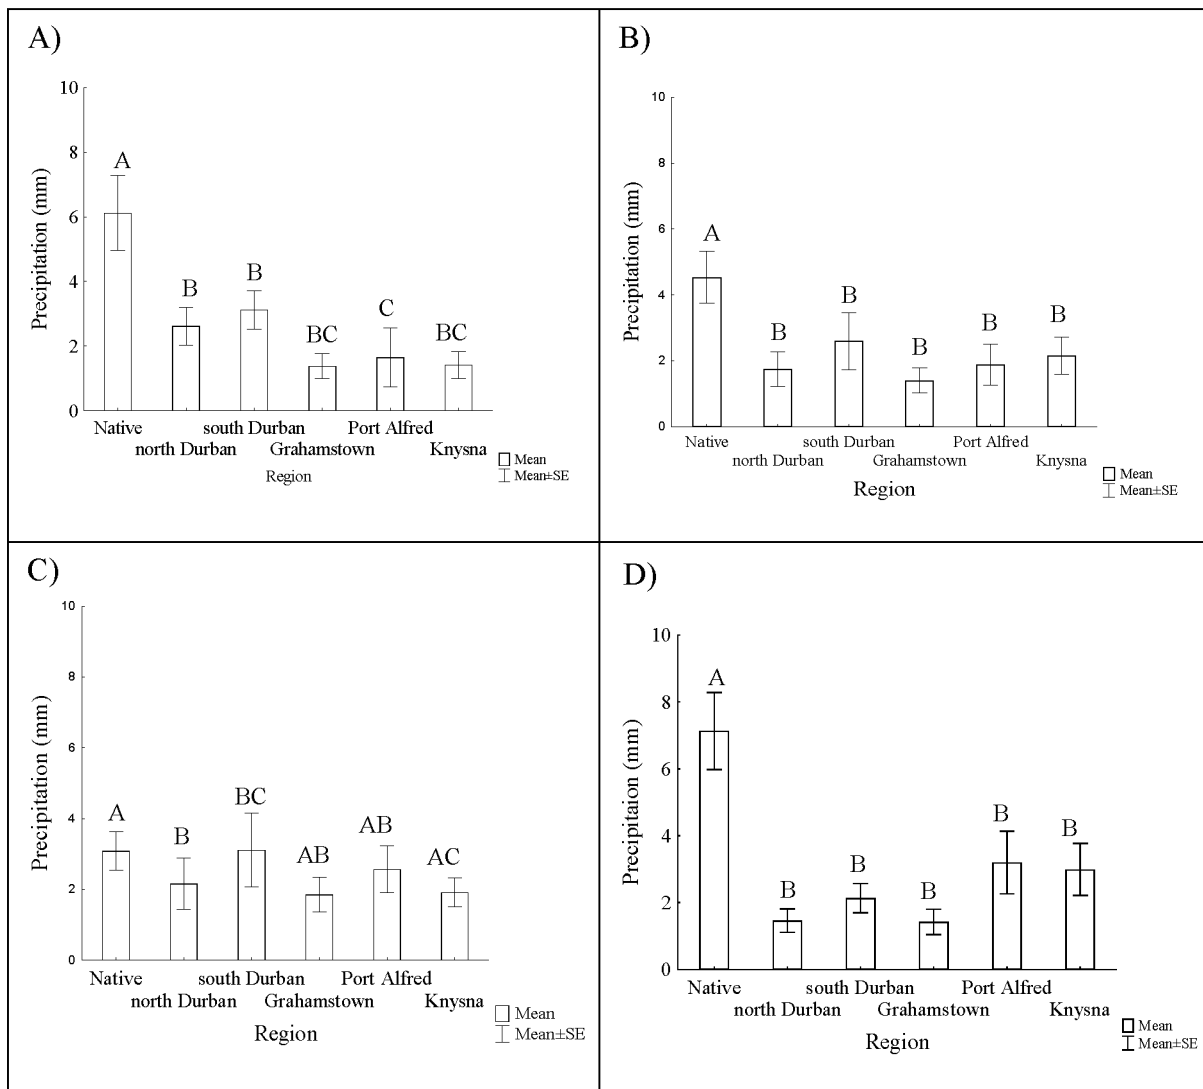 A)
10
8
6
4
2
0
Precipitation (mm)
A
B
B
BC
C
BC
Native
south Durban
Port Alfred
north Durban
Grahamstown
Knysna
Region
Mean
Mean±SE
B)
10
8
6
4
2
0
Precipitation (mm)
A
B
B
B
B
B
Native
south Durban
Port Alfred
north Durban
Grahamstown
Knysna
Region
Mean
Mean±SE
C)
10
8
6
4
2
0
Precipitation (mm)
A
B
BC
AB
AB
AC
Native
south Durban
Port Alfred
north Durban
Grahamstown
Knysna
Region
Mean
Mean±SE
D)
10
8
6
4
2
0
Precipitaion (mm)
A
B
B
B
B
B
Native
south Durban
Port Alfred
north Durban
Grahamstown
Knysna
Region
Mean
Mean±SE